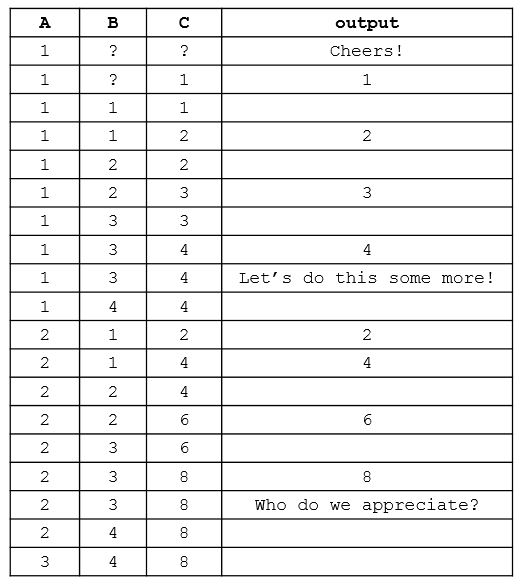 A B C output
1 ? ? Cheers!
1 ? 1 1
1 1 1
1 1 2 2
1 2 2
1 2 3 3
1 3 3
1 3 4 4
1 3 4 Let’s do this some more!
1 4 4
2 1 2 2
2 1 4 4
2 2 4
2 2 6 6
2 3 6
2 3 8 8
2 3 8 Who do we appreciate?
2 4 8
3 4 8